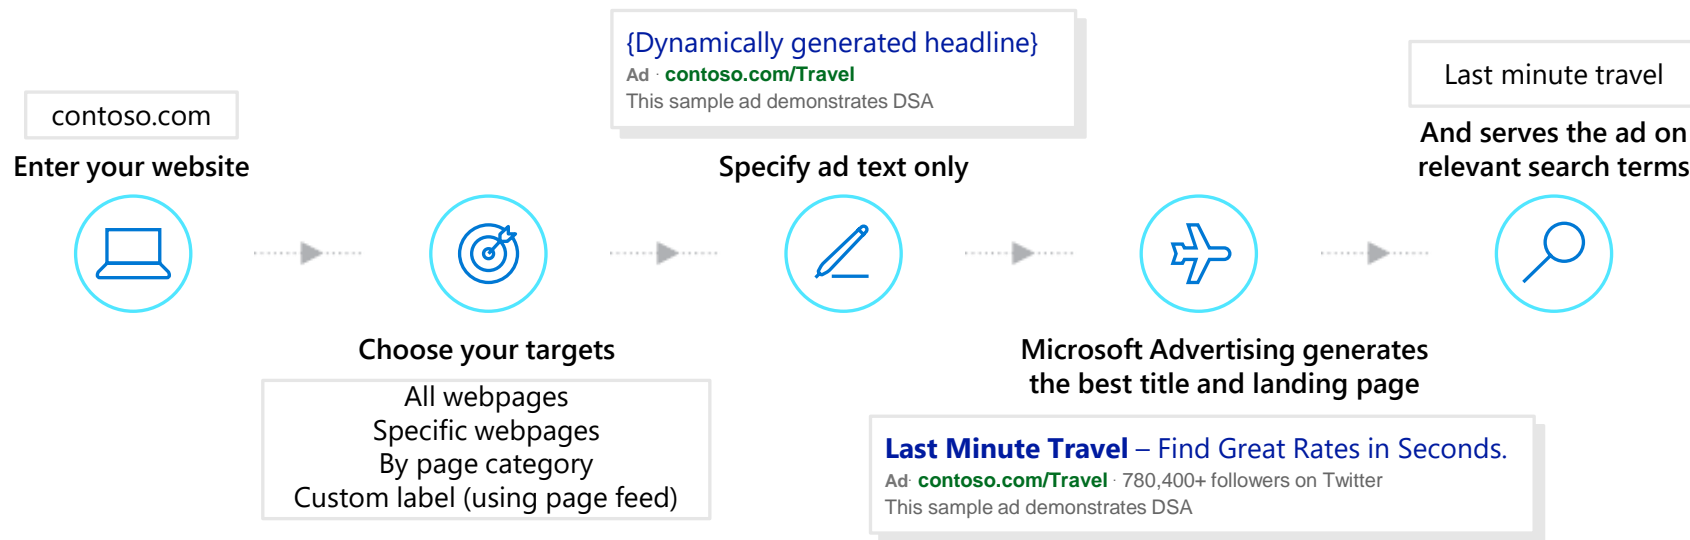 contoso.com
Enter your website
Choose your targets
All webpages
Specific webpages
By page category
Custom label (using page feed)
{Dynamically generated headline}
Ad · contoso.com/Travel
This sample ad demonstrates DSA
Specify ad text only
Microsoft Advertising generates
the best title and landing page
Last Minute Travel – Find Great Rates in Seconds.
Ad· contoso.com/Travel · 780,400+ followers on Twitter
This sample ad demonstrates DSA
Last minute travel
And serves the ad on
relevant search terms